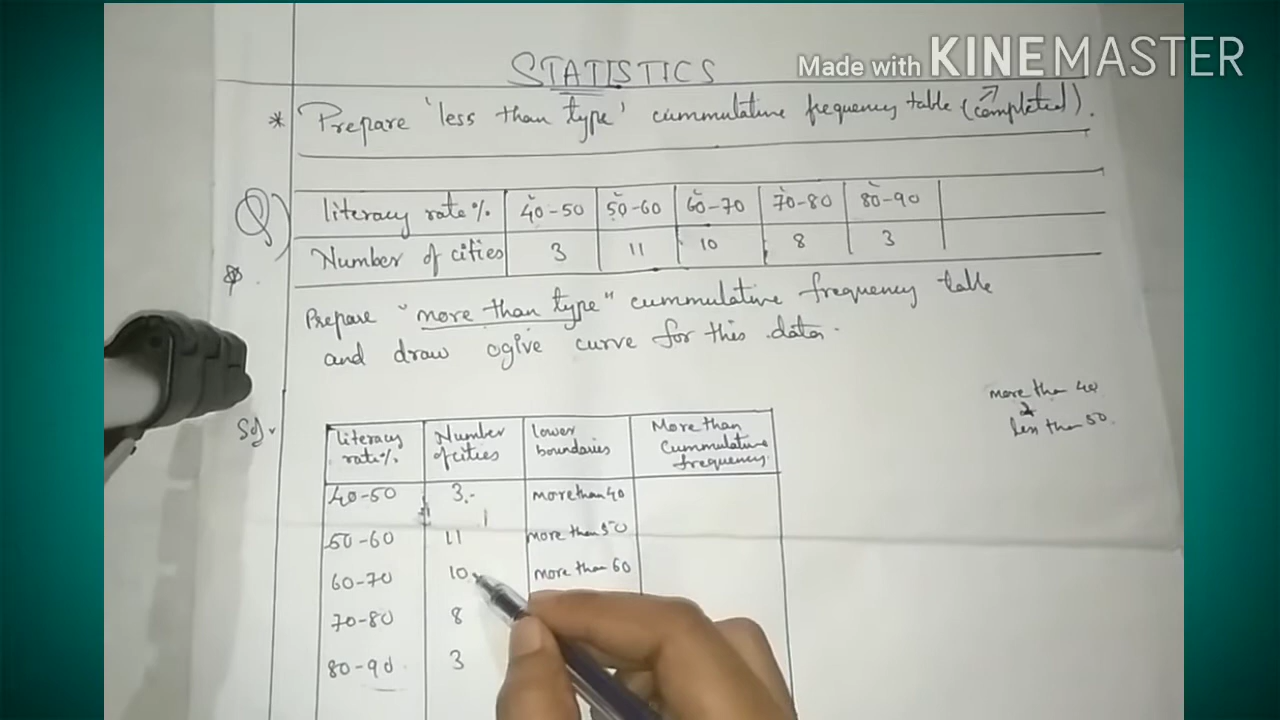 Made with KINEMASTER
STATISTICS
* Prepare 'less than type' cummulative frequency table (completed).
Q) literacy rate% 40-50 50-60 60-70 70-80 80-90
Number of cities 3 11 10 8 3
Prepare "more than type" cummulative frequency table
and draw ogive curve for this data.
more tha 40
& less than 50.
Sol.
literacy rate% Number of cities lower boundaries More than Cummulative frequency
40-50 3 more than 40
50-60 11 more than 50
60-70 10 more than 60
70-80 8
80-90 3